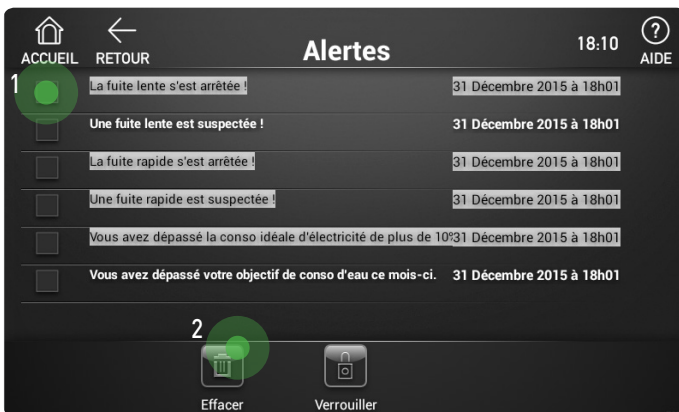 ACCUEIL
RETOUR
Alertes
18:10
?
AIDE
1
La fuite lente s'est arrêtée ! 31 Décembre 2015 à 18h01
Une fuite lente est suspectée ! 31 Décembre 2015 à 18h01
La fuite rapide s'est arrêtée ! 31 Décembre 2015 à 18h01
Une fuite rapide est suspectée ! 31 Décembre 2015 à 18h01
Vous avez dépassé la conso idéale d'électricité de plus de 31 Décembre 2015 à 18h01
Vous avez dépassé votre objectif de conso d'eau ce mois-ci. 31 Décembre 2015 à 18h01
2
Effacer
Verrouiller